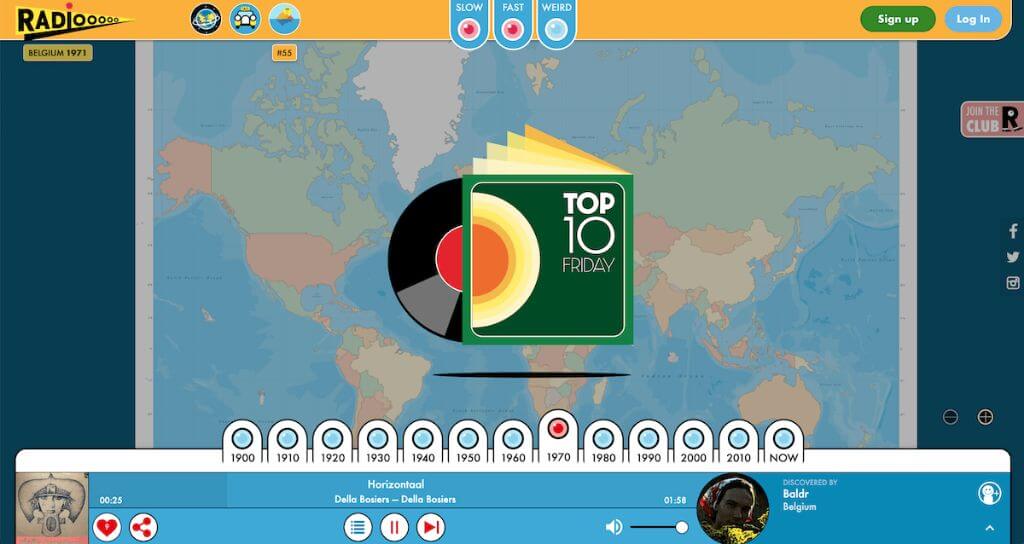 RADIOoooo
SLOW FAST WEIRD
Sign up
Log In
BELGIUM 1971
#55
JOIN THE
CLUB R
TOP
10
FRIDAY
1900 1910 1920 1930 1940 1950 1960 1970 1980 1990 2000 2010 NOW
00:25
Horizontaal
Della Bosiers — Della Bosiers
01:58
DISCOVERED BY
Baldr
Belgium